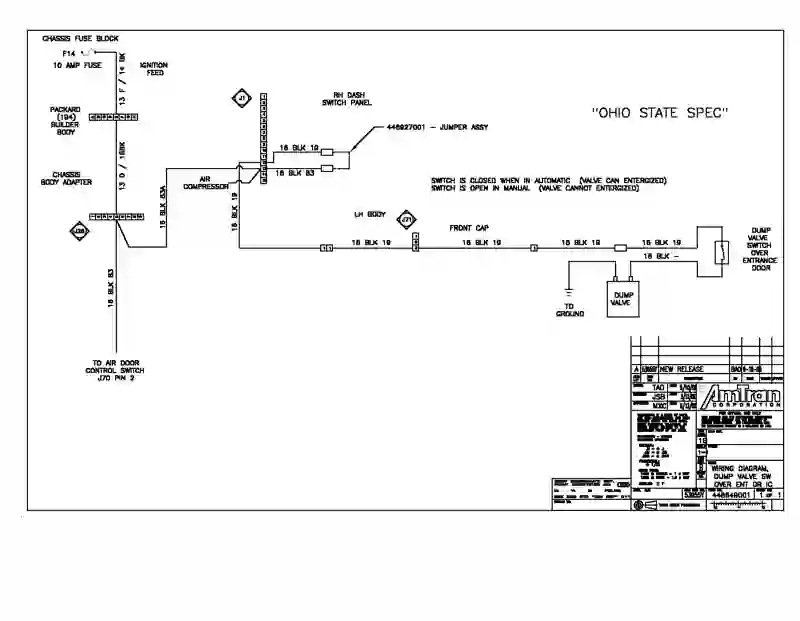 CHASSIS FUSE BLOCK
F14
10 AMP FUSE
IGNITION
FEED
13 F / 14 BK
PACKARD
(194)
BUILDER
BODY
13 D / 16BK
CHASSIS
BODY ADAPTER
16 BLK 83A
16 BLK 83
TO AIR DOOR
CONTROL SWITCH
J70 PIN 2
J1
RH DASH
SWITCH PANEL
446927001 - JUMPER ASSY
16 BLK 19
16 BLK 83
AIR
COMPRESSOR
16 BLK 19
"OHIO STATE SPEC"
SWITCH IS CLOSED WHEN IN AUTOMATIC (VALVE CAN ENTERGIZED)
SWITCH IS OPEN IN MANUAL (VALVE CANNOT ENTERGIZED)
LH BODY
J21
FRONT CAP
16 BLK 19
16 BLK 19
16 BLK 19
16 BLK 19
16 BLK -
DUMP
VALVE
SWITCH
OVER
ENTRANCE
DOOR
TO
GROUND
DUMP
VALVE
A
NEW RELEASE
TAO
JSB
MXC
AmTran
CORPORATION
WIRING DIAGRAM,
DUMP VALVE SW
OVER ENT DR IC
1 OF 1